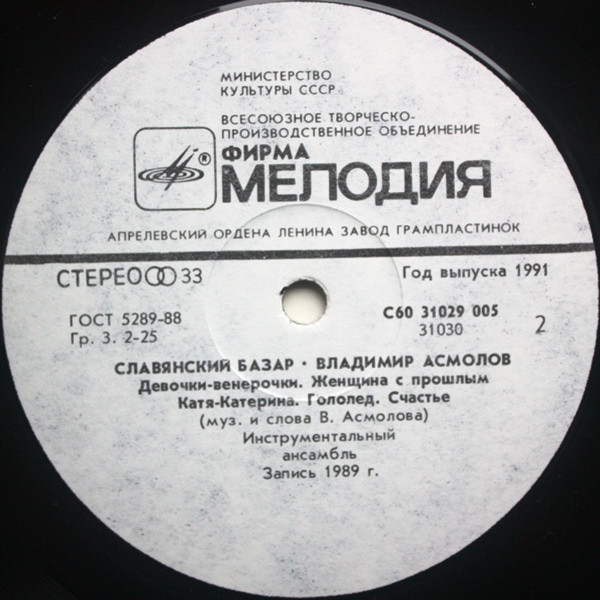 МИНИСТЕРСТВО
КУЛЬТУРЫ СССР
ВСЕСОЮЗНОЕ ТВОРЧЕСКО-
ПРОИЗВОДСТВЕННОЕ ОБЪЕДИНЕНИЕ
®
ФИРМА
МЕЛОДИЯ
АПРЕЛЕВСКИЙ ОРДЕНА ЛЕНИНА ЗАВОД ГРАМПЛАСТИНОК
СТЕРЕО 33
Год выпуска 1991
ГОСТ 5289-88
Гр. 3. 2-25
С60 31029 005
31030
2
СЛАВЯНСКИЙ БАЗАР · ВЛАДИМИР АСМОЛОВ
Девочки-венерочки. Женщина с прошлым
Катя-Катерина. Гололед. Счастье
(муз. и слова В. Асмолова)
Инструментальный
ансамбль
Запись 1989 г.